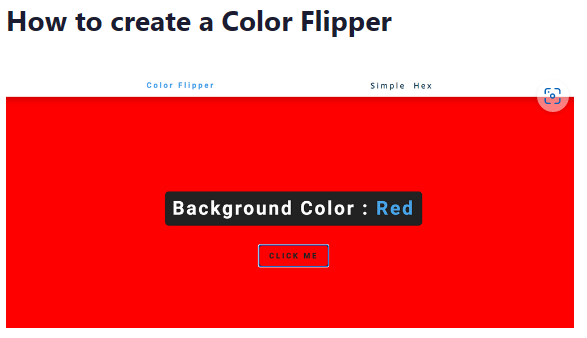 How to create a Color Flipper
Color Flipper
Simple Hex
Background Color : Red
CLICK ME